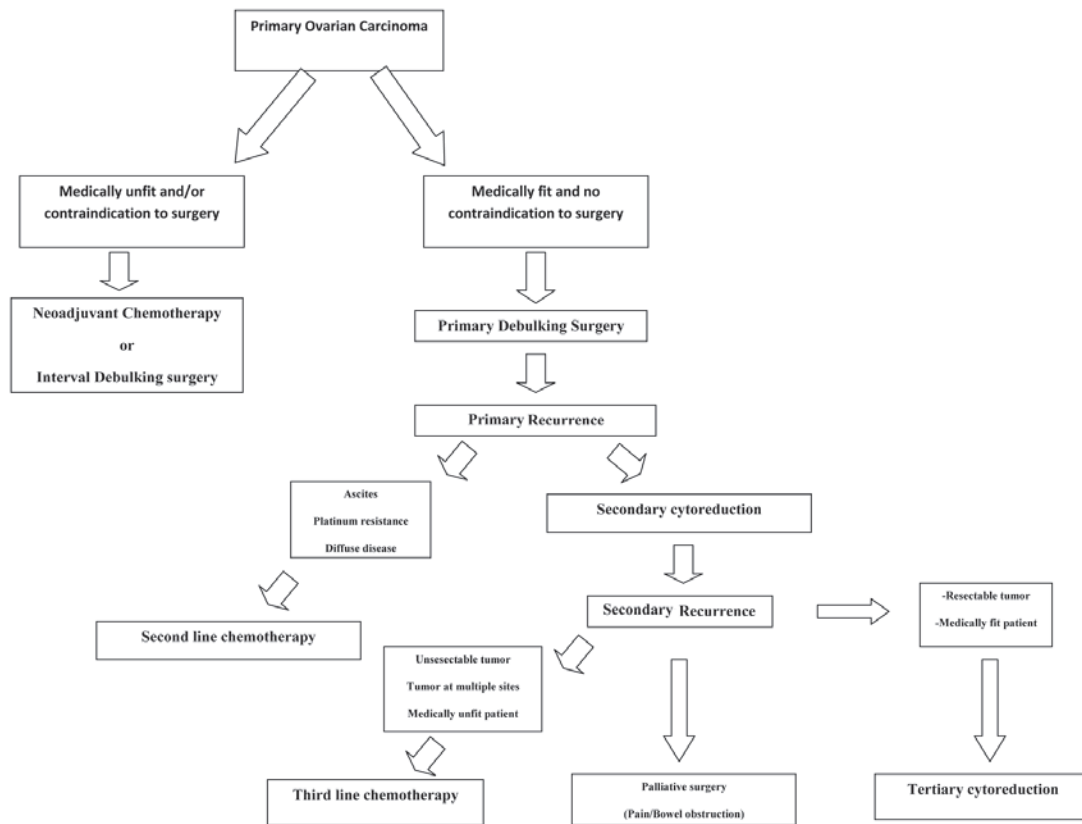 Primary Ovarian Carcinoma
Medically unfit and/or
contraindication to surgery
Medically fit and no
contraindication to surgery
Neoadjuvant Chemotherapy
or
Interval Debulking surgery
Primary Debulking Surgery
Primary Recurrence
Ascites
Platinum resistance
Diffuse disease
Secondary cytoreduction
Second line chemotherapy
Secondary Recurrence
-Resectable tumor
-Medically fit patient
Unsesectable tumor
Tumor at multiple sites
Medically unfit patient
Third line chemotherapy
Palliative surgery
(Pain/Bowel obstruction)
Tertiary cytoreduction